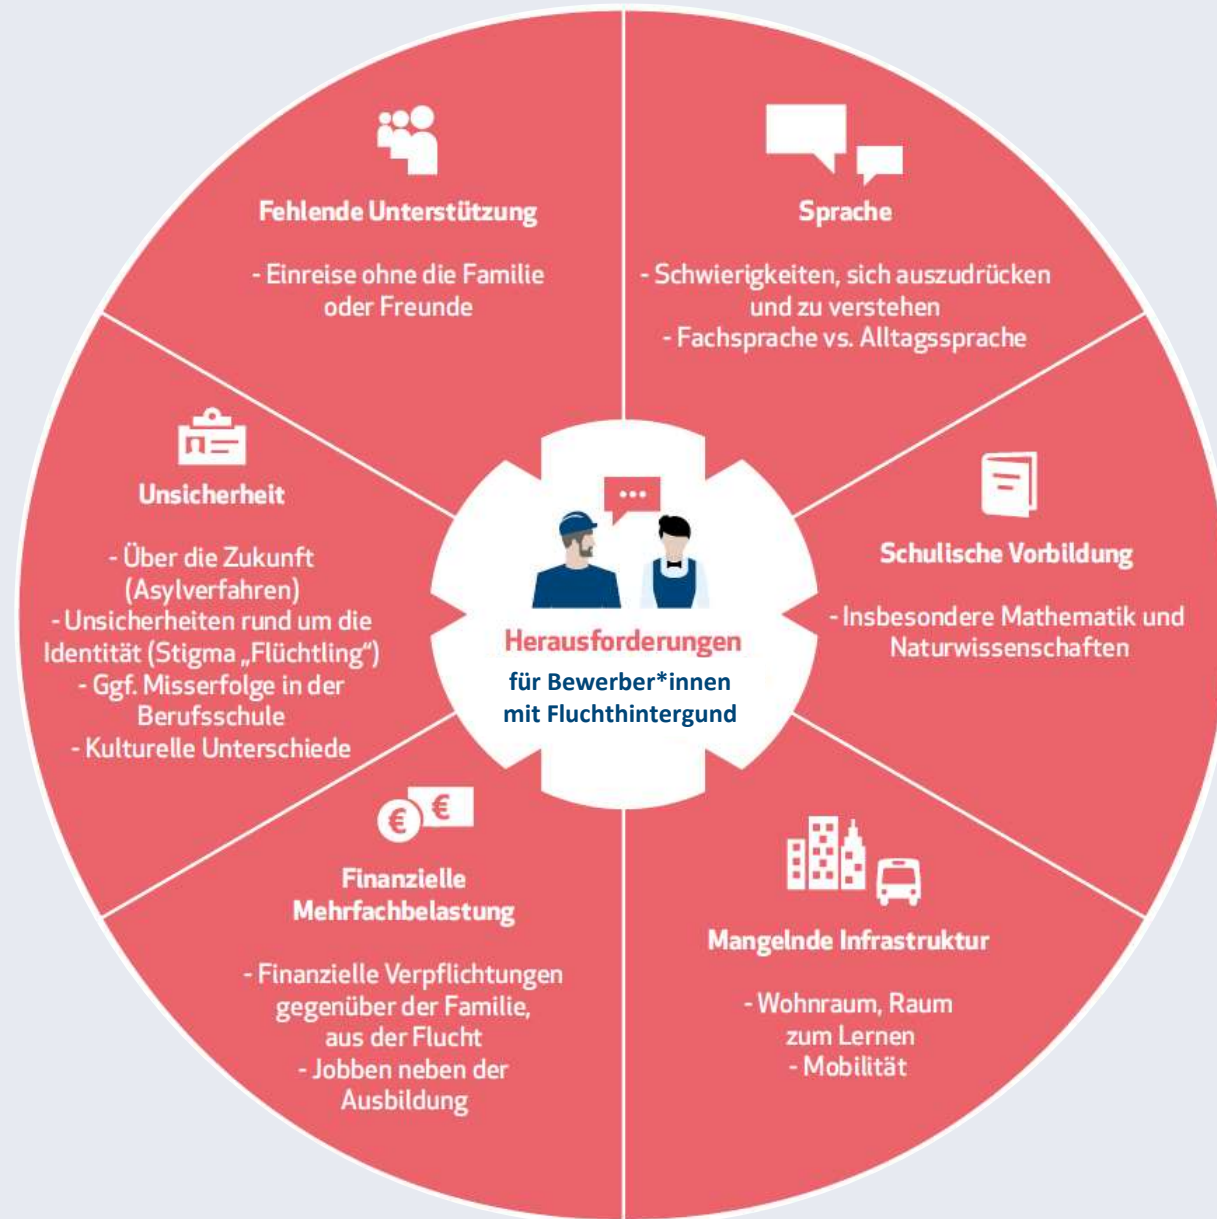 Fehlende Unterstützung
- Einreise ohne die Familie
oder Freunde
Sprache
- Schwierigkeiten, sich auszudrücken
und zu verstehen
- Fachsprache vs. Alltagssprache
Unsicherheit
- Über die Zukunft
(Asylverfahren)
- Unsicherheiten rund um die
Identität (Stigma „Flüchtling“)
- Ggf. Misserfolge in der
Berufsschule
- Kulturelle Unterschiede
Herausforderungen
für Bewerber*innen
mit Fluchthintergund
Schulische Vorbildung
- Insbesondere Mathematik und
Naturwissenschaften
€ €
Finanzielle
Mehrfachbelastung
- Finanzielle Verpflichtungen
gegenüber der Familie,
aus der Flucht
- Jobben neben der
Ausbildung
Mangelnde Infrastruktur
- Wohnraum, Raum
zum Lernen
- Mobilität